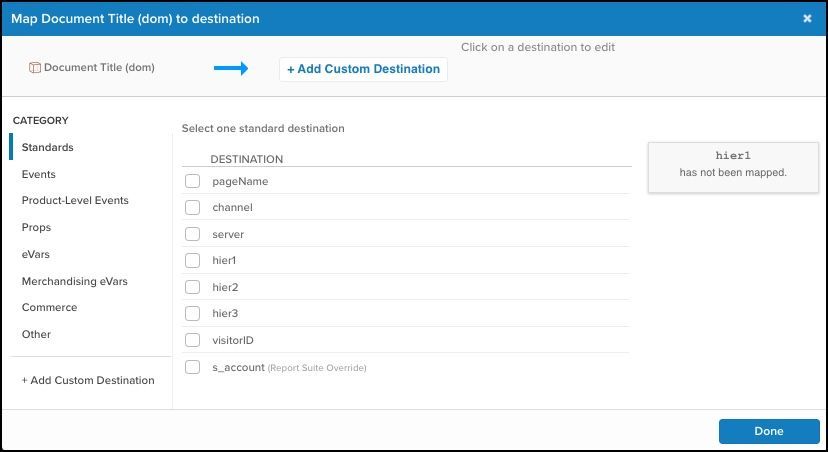 Map Document Title (dom) to destination ×
Click on a destination to edit
Document Title (dom) + Add Custom Destination
CATEGORY
Standards
Events
Product-Level Events
Props
eVars
Merchandising eVars
Commerce
Other
+ Add Custom Destination
Select one standard destination
DESTINATION
pageName
channel
server
hier1
hier2
hier3
visitorID
s_account (Report Suite Override)
hier1
has not been mapped.
Done